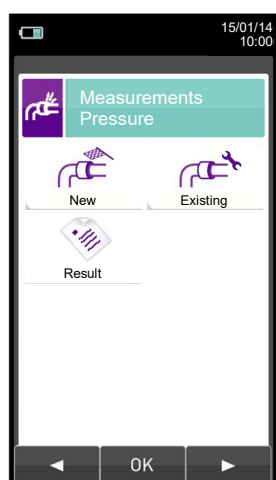 15/01/14
10:00
Measurements
Pressure
New
Existing
Result
OK